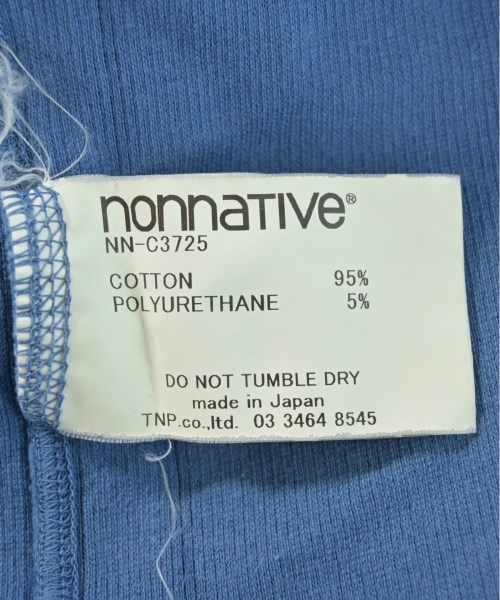 nonnative®
NN-C3725
COTTON 95%
POLYURETHANE 5%
DO NOT TUMBLE DRY
made in Japan
TNP.co.,ltd. 03 3464 8545